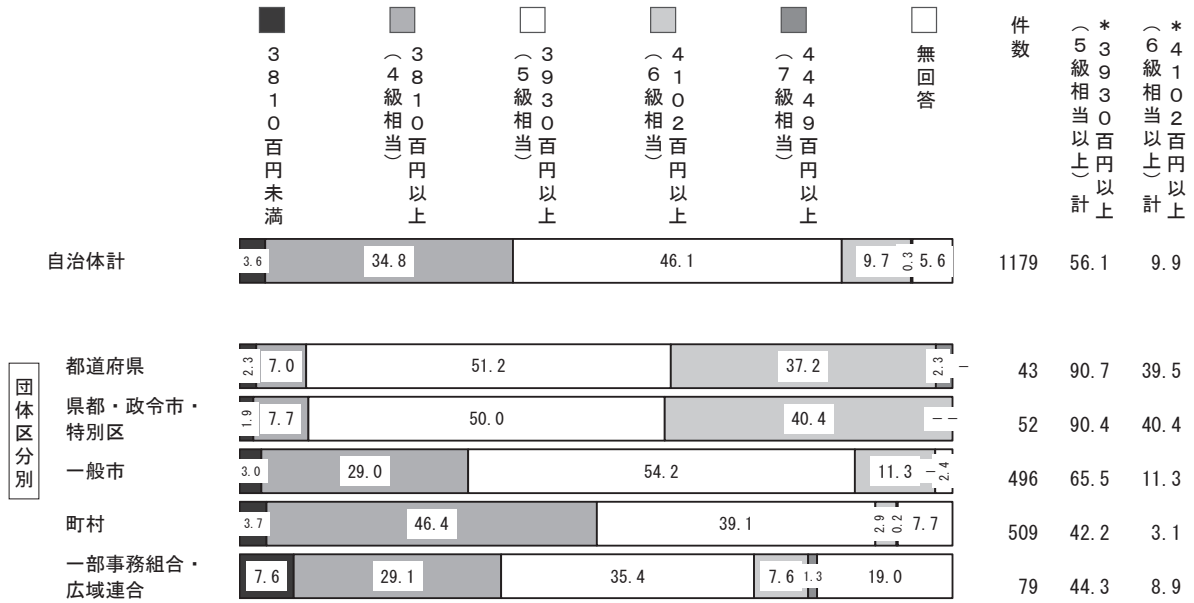 3810百円未満
3810百円以上
（4級相当）
3930百円以上
（5級相当）
4102百円以上
（6級相当）
4449百円以上
（7級相当）
無回答
件数
*3930百円以上
（5級相当以上）計
*4102百円以上
（6級相当以上）計
自治体計 3.6 34.8 46.1 9.7 0.3 5.6 1179 56.1 9.9
団体区分別
都道府県 2.3 7.0 51.2 37.2 2.3 - 43 90.7 39.5
県都・政令市・
特別区 1.9 7.7 50.0 40.4 - - 52 90.4 40.4
一般市 3.0 29.0 54.2 11.3 - 2.4 496 65.5 11.3
町村 3.7 46.4 39.1 2.9 0.2 7.7 509 42.2 3.1
一部事務組合・
広域連合 7.6 29.1 35.4 7.6 1.3 19.0 79 44.3 8.9